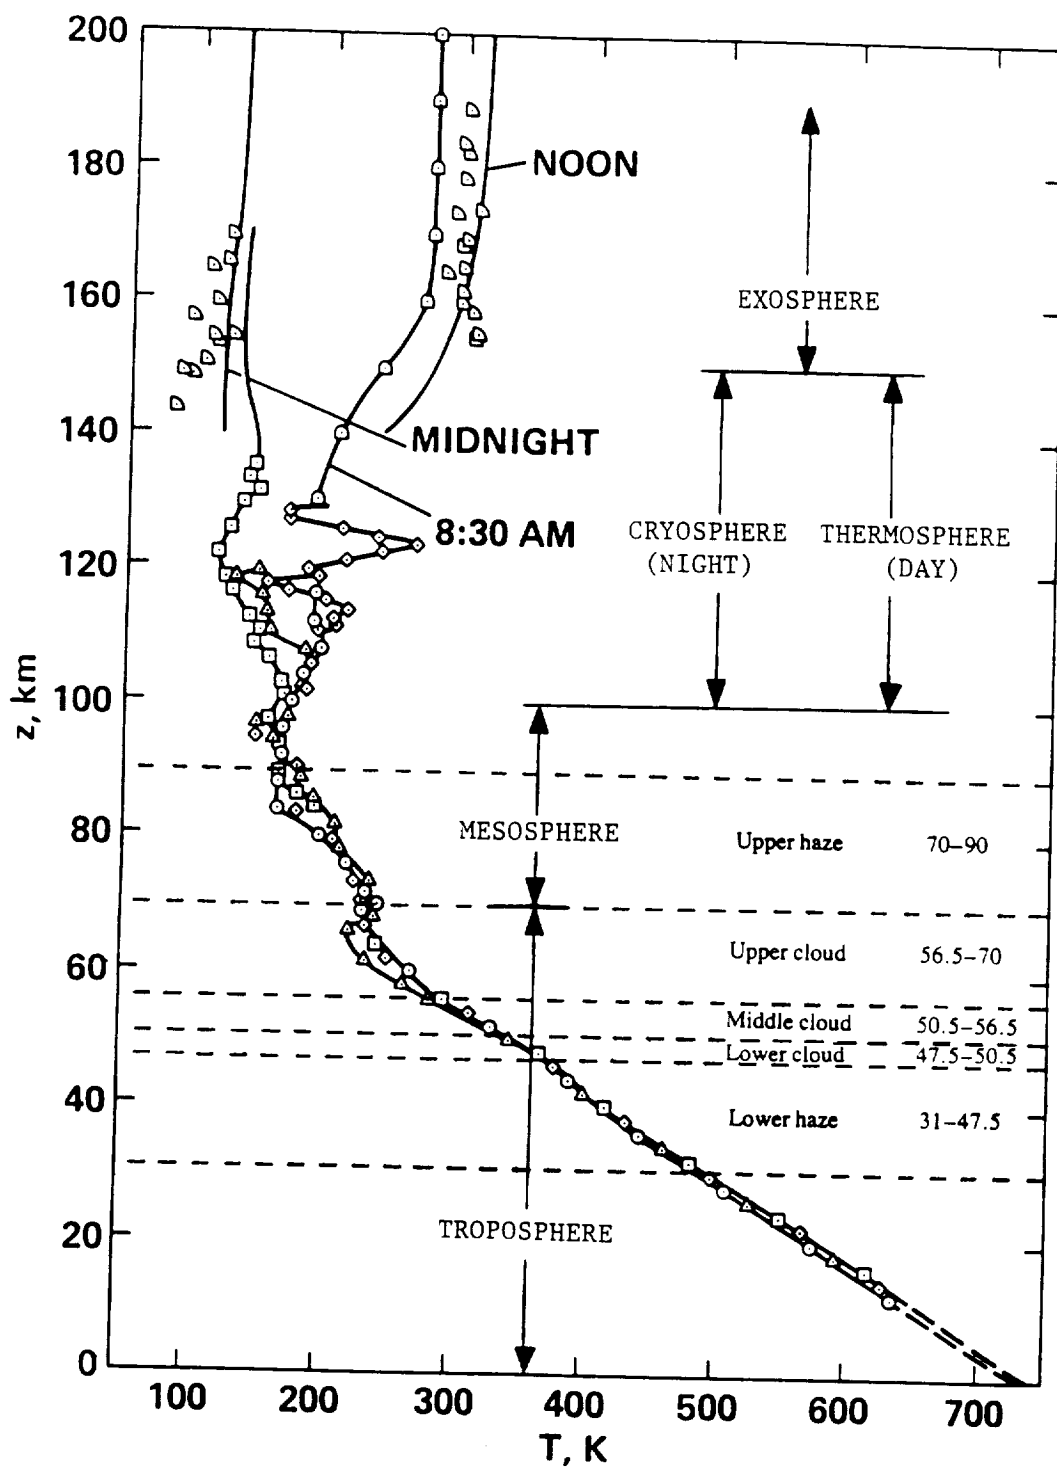 200
180
160
140
120
100
80
60
40
20
0
z, km
NOON
EXOSPHERE
MIDNIGHT
8:30 AM
CRYOSPHERE
(NIGHT)
THERMOSPHERE
(DAY)
MESOSPHERE
Upper haze 70–90
Upper cloud 56.5–70
Middle cloud 50.5–56.5
Lower cloud 47.5–50.5
Lower haze 31–47.5
TROPOSPHERE
100 200 300 400 500 600 700
T, K